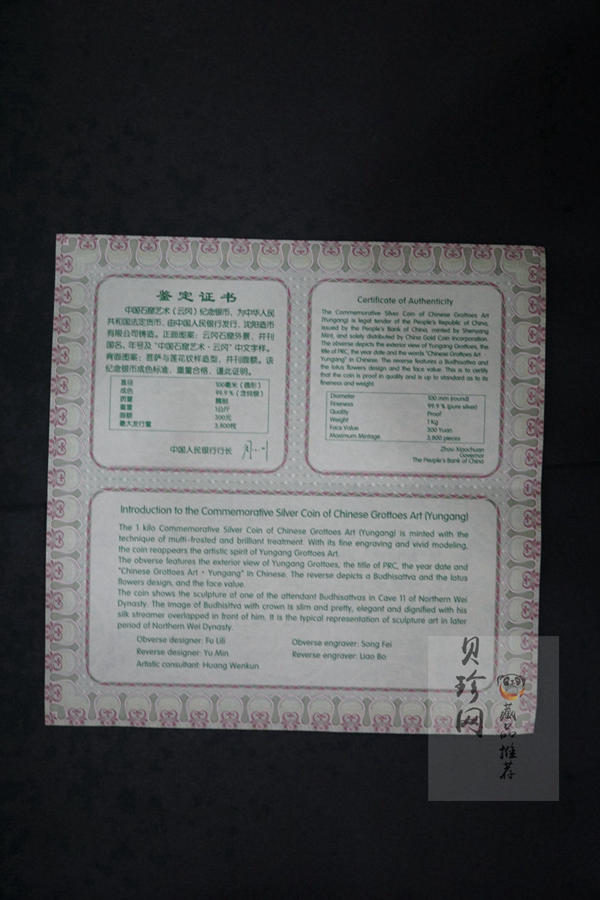 鉴定证书
中国石窟艺术（云冈）纪念银币，为中华人民
共和国法定货币，由中国人民银行发行，沈阳造币
有限公司铸造。正面图案：云冈石窟外景，并刊
国名、年号及“中国石窟艺术·云冈”中文字样。
背面图案：菩萨与莲花纹样造型，并刊面额。该
纪念银币成色标准，重量合格，谨此证明。
直径 100毫米（圆形）
成色 99.9％（含纯银）
质量 精制
重量 1公斤
面额 300元
最大发行量 3,800枚
中国人民银行行长
Certificate of Authenticity
The Commemorative Silver Coin of Chinese Grottoes Art
(Yungang) is legal tender of the People's Republic of China,
issued by the People's Bank of China, minted by Shenyang
Mint, and solely distributed by China Gold Coin Incorporation.
The obverse depicts the exterior view of Yungang Grottoes, the
title of PRC, the year date and the words "Chinese Grottoes Art ·
Yungang" in Chinese. The reverse features a Budhisattva and
the lotus flowers design and the face value. This is to certify
that the coin is proof in quality and is up to standard as to its
fineness and weight
Diameter 100 mm (round)
Fineness 99.9 % (pure silver)
Quality Proof
Weight 1 Kg
Face Value 300 Yuan
Maximum Mintage 3,800 pieces
Zhou Xiaochuan
Governor
The People's Bank of China
Introduction to the Commemorative Silver Coin of Chinese Grottoes Art (Yungang)
The 1 kilo Commemorative Silver Coin of Chinese Grottoes Art (Yungang) is minted with the
technique of multi-frosted and brilliant treatment. With its fine engraving and vivid modeling,
the coin reappears the artistic spirit of Yungang Grottoes Art.
The obverse features the exterior view of Yungang Grottoes, the title of PRC, the year date and
"Chinese Grottoes Art · Yungang" in Chinese. The reverse depicts a Budhisattva and the lotus
flowers design, and the face value.
The coin shows the sculpture of one of the attendant Budhisattvas in Cave 11 of Northern Wei
Dynasty. The image of Budhisttva with crown is slim and pretty, elegant and dignified with his
silk streamer overlapped in front of him. It is the typical representation of sculpture art in later
period of Northern Wei Dynasty.
Obverse designer: Fu Lili
Obverse engraver: Song Fei
Reverse designer: Yu Min
Reverse engraver: Liao Bo
Artistic consultant: Huang Wenkun
贝珍网
藏品推荐